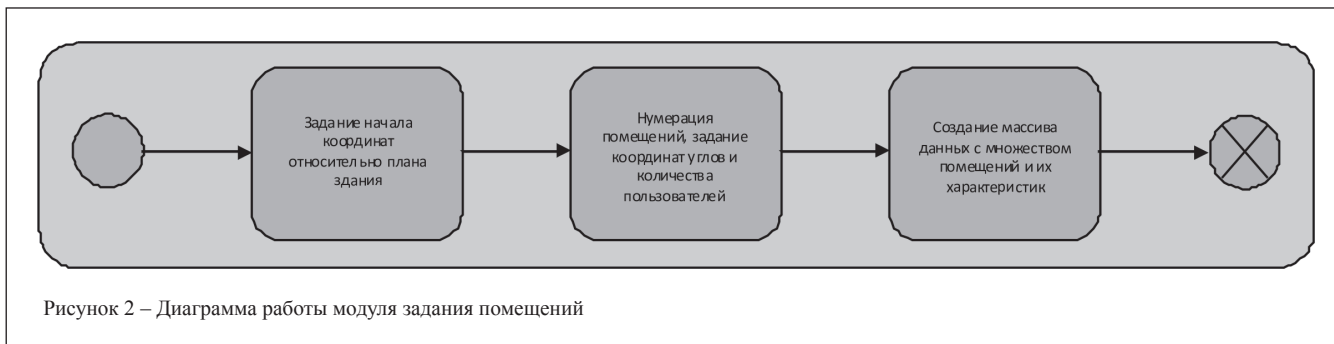 Задание начала
координат
относительно плана
здания
Нумерация
помещений, задание
координат углов и
количества
пользователей
Создание массива
данных с множеством
помещений и их
характеристик
Рисунок 2 – Диаграмма работы модуля задания помещений